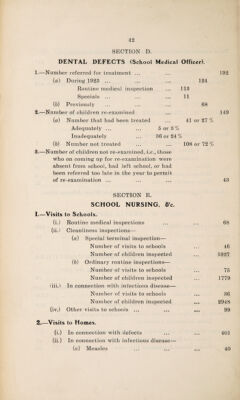 42
SECTION D.
DENTAL DEFECTS (School Medical Officer).
1.—Number referred for treatment ... ... ... 192
(a) During 1923 ... ... ... 124
Routine medical inspection ... 113
Specials ... ... 11
(b) Previously ... ... 68
2.—Number of children re-examined ... ... 149
(a) Number that had been treated ... 41 or 27 %
Adequately ... ... 5 or 3 %
Inadequately ... 36 or 24 %
(b) Number not treated ... ... 108 or 72 %
3.—Number of children not re-examined, i.e., those
who on coming up for re-examination were
absent from school, had left school, or had
been referred too late in the year to permit
of re-examination ... ... ... 43
SECTION E.
SCHOOL NURSING, &c.
1.—Visits to Schools.
(i.) Routine medical inspections ... ... 68
(ii.) Cleanliness inspections—
(a) Special terminal inspection—
Number of visits to schools ... 46
Number of children inspected ... 5927
(b) Ordinary routine inspections—
Number of visits to schools ... 75
Number of children inspected ... 1779
(iii.) In connection with infectious disease—
Number of visits to schools ... 36
Number of children inspected ... 2948
(iv.) Other visits to schools ... ... ... 99
2.—Visits to Homes.
(i.) In connection with defects ... 403
(ii.) In connection with infectious disease—
(a) Measles ... ... 40